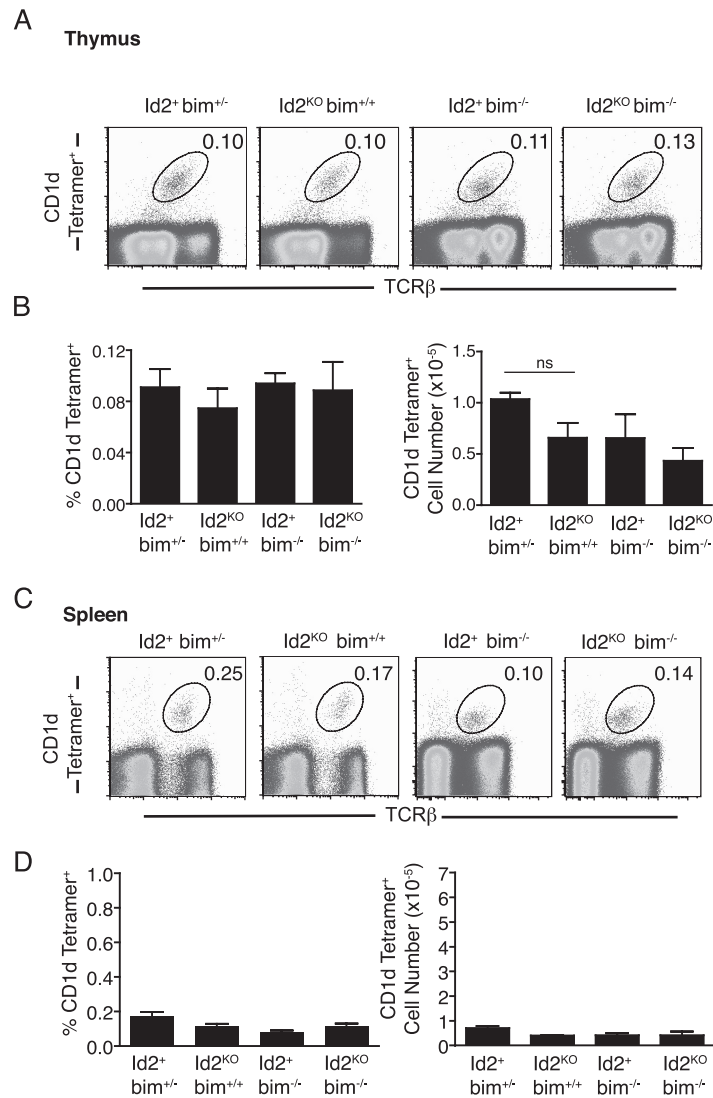 A
Thymus
Id2⁺ bim⁺/⁻ Id2ᴷᴼ bim⁺/⁺ Id2⁺ bim⁻/⁻ Id2ᴷᴼ bim⁻/⁻
0.10 0.10 0.11 0.13
CD1d
Tetramer⁺
TCRβ
B
% CD1d Tetramer⁺
0.12
0.08
0.04
0.00
Id2⁺ Id2ᴷᴼ Id2⁺ Id2ᴷᴼ
bim⁺/⁻ bim⁺/⁺ bim⁻/⁻ bim⁻/⁻
CD1d Tetramer⁺
Cell Number (x10⁻⁵)
1.5
1.0
0.5
0.0
ns
Id2⁺ Id2ᴷᴼ Id2⁺ Id2ᴷᴼ
bim⁺/⁻ bim⁺/⁺ bim⁻/⁻ bim⁻/⁻
C
Spleen
Id2⁺ bim⁺/⁻ Id2ᴷᴼ bim⁺/⁺ Id2⁺ bim⁻/⁻ Id2ᴷᴼ bim⁻/⁻
0.25 0.17 0.10 0.14
CD1d
Tetramer⁺
TCRβ
D
% CD1d Tetramer⁺
1.0
0.8
0.6
0.4
0.2
0.0
Id2⁺ Id2ᴷᴼ Id2⁺ Id2ᴷᴼ
bim⁺/⁻ bim⁺/⁺ bim⁻/⁻ bim⁻/⁻
CD1d Tetramer⁺
Cell Number (x10⁻⁵)
7
6
5
4
3
2
1
0
Id2⁺ Id2ᴷᴼ Id2⁺ Id2ᴷᴼ
bim⁺/⁻ bim⁺/⁺ bim⁻/⁻ bim⁻/⁻